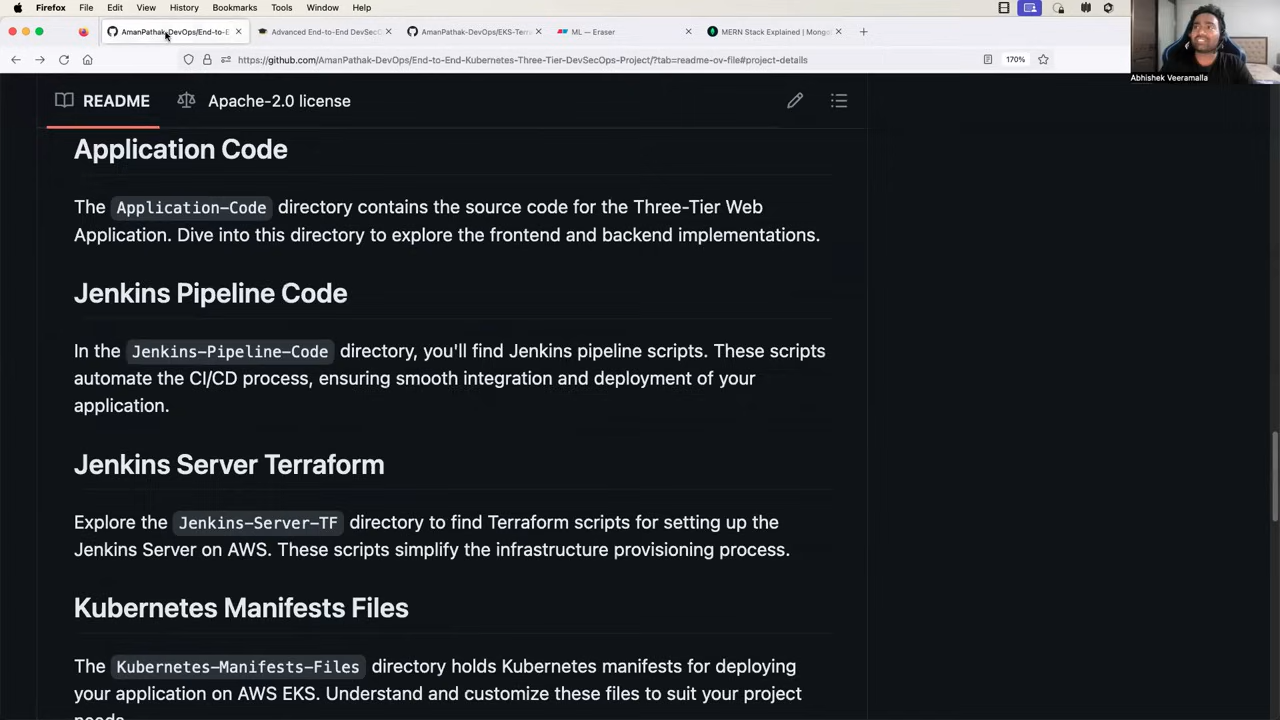 Firefox File Edit View History Bookmarks Tools Window Help
AmanPathak-DevOps/End-to-E
Advanced End-to-End DevSecO
AmanPathak-DevOps/EKS-Terra
ML — Eraser
MERN Stack Explained | Mongo
https://github.com/AmanPathak-DevOps/End-to-End-Kubernetes-Three-Tier-DevSecOps-Project/?tab=readme-ov-file#project-details
170%
Abhishek Veeramalla
README
Apache-2.0 license
Application Code
The Application-Code directory contains the source code for the Three-Tier Web
Application. Dive into this directory to explore the frontend and backend implementations.
Jenkins Pipeline Code
In the Jenkins-Pipeline-Code directory, you'll find Jenkins pipeline scripts. These scripts
automate the CI/CD process, ensuring smooth integration and deployment of your
application.
Jenkins Server Terraform
Explore the Jenkins-Server-TF directory to find Terraform scripts for setting up the
Jenkins Server on AWS. These scripts simplify the infrastructure provisioning process.
Kubernetes Manifests Files
The Kubernetes-Manifests-Files directory holds Kubernetes manifests for deploying
your application on AWS EKS. Understand and customize these files to suit your project
needs.